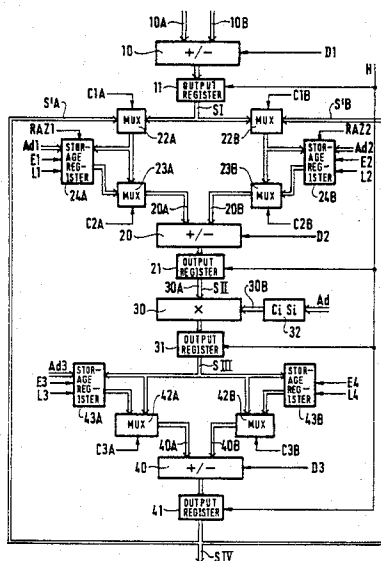 10A 10B
H
10 +/- D1
11 OUTPUT REGISTER
S'A C1A SI C1B S'B
RAZ1 MUX MUX RAZ2
22A 22B
Ad1 STOR-AGE REG-ISTER STOR-AGE REG-ISTER Ad2
E1 23A 23B E2
L1 MUX MUX L2
24A 24B
C2A 20A 20B C2B
20 +/- D2
21 OUTPUT REGISTER
30A SII 30B Ad
30 × Ci Si
32
31 OUTPUT REGISTER
SIII
Ad3 STOR-AGE REG-ISTER STOR-AGE REG-ISTER
E3 42A 42B E4
L3 MUX MUX L4
43A 43B
C3A 40A 40B C3B
40 +/- D3
41 OUTPUT REGISTER
SIV